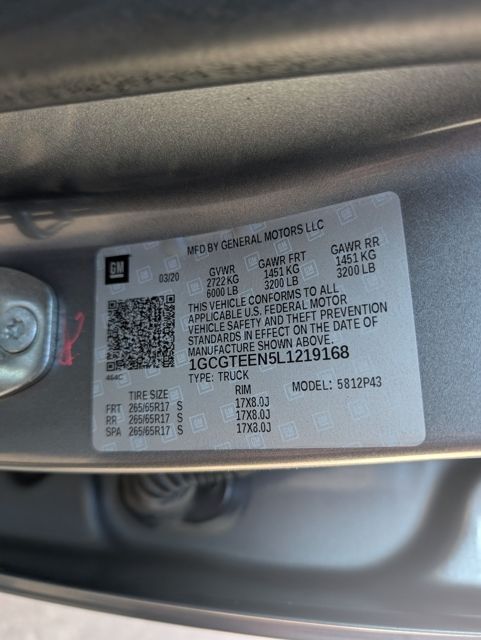 MFD BY GENERAL MOTORS LLC
GM
03/20
GVWR GAWR FRT GAWR RR
2722 KG 1451 KG 1451 KG
6000 LB 3200 LB 3200 LB
THIS VEHICLE CONFORMS TO ALL
APPLICABLE U.S. FEDERAL MOTOR
VEHICLE SAFETY AND THEFT PREVENTION
STANDARDS IN EFFECT ON THE DATE OF
MANUFACTURE SHOWN ABOVE.
1GCGTEEN5L1219168
464C
TYPE: TRUCK MODEL: 5812P43
TIRE SIZE RIM
FRT 265/65R17 S 17X8.0J
RR 265/65R17 S 17X8.0J
SPA 265/65R17 S 17X8.0J